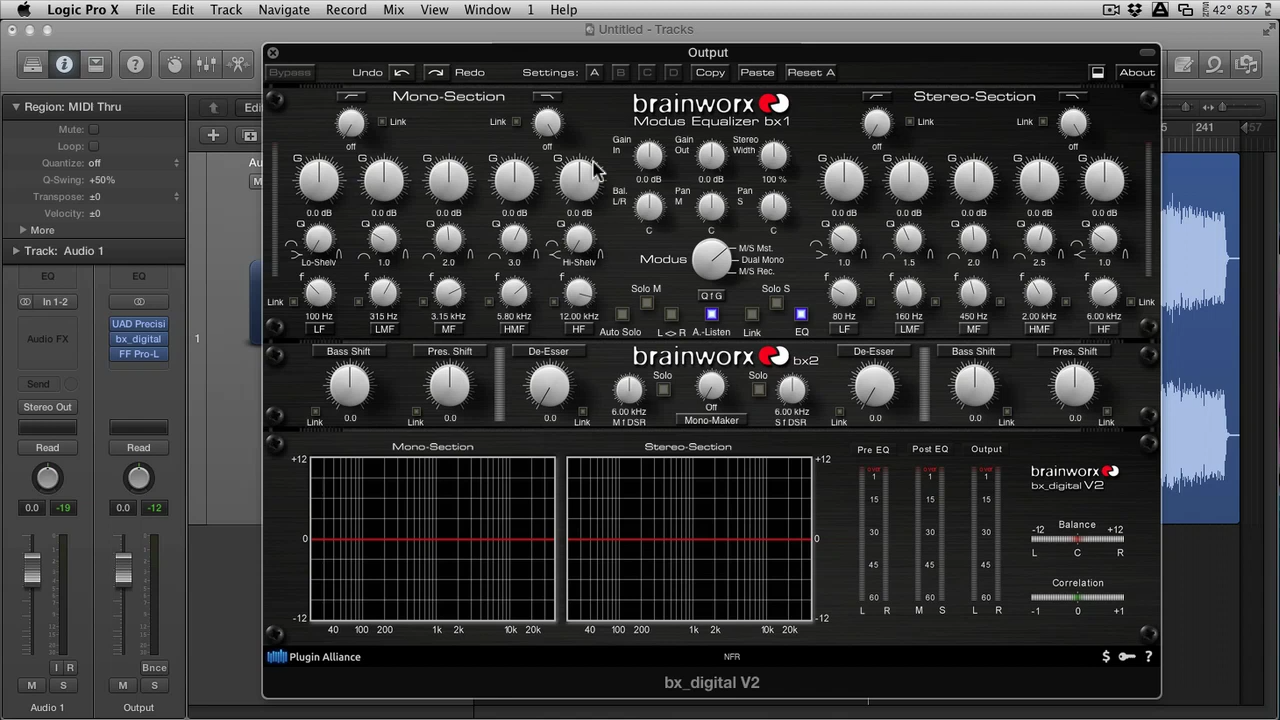 Logic Pro X File Edit Track Navigate Record Mix View Window 1 Help 42° 857
Untitled - Tracks
Output
Bypass Undo Redo Settings: A B C D Copy Paste Reset A About
Region: MIDI Thru
Mute:
Loop:
Quantize: off
Q-Swing: +50%
Transpose: ±0
Velocity: ±0
More
Track: Audio 1
EQ EQ
In 1-2
Audio FX
UAD Precisi
bx_digital
FF Pro-L
Send
Stereo Out
Read Read
0.0 -19 0.0 -12
I R Bnce
M S M S
Audio 1 Output
Edi
Au
M
1
241 257
Mono-Section
Link Link
off off
G G G G G
0.0 dB 0.0 dB 0.0 dB 0.0 dB 0.0 dB
Q Q Q Q Q
Lo-Shelv 1.0 2.0 3.0 Hi-Shelv
f f f f f
Link
100 Hz 315 Hz 3.15 kHz 5.80 kHz 12.00 kHz
LF LMF MF HMF HF
brainworx
Modus Equalizer bx1
Gain In Gain Out Stereo Width
0.0 dB 0.0 dB 100 %
Bal. L/R Pan M Pan S
C C C
Modus
M/S Mst.
Dual Mono
M/S Rec.
Q f G
Solo M Solo S
Auto Solo L<>R A.-Listen Link EQ
Stereo-Section
Link Link
off off
G G G G G
0.0 dB 0.0 dB 0.0 dB 0.0 dB 0.0 dB
Q Q Q Q Q
1.0 1.5 2.0 2.5 1.0
f f f f f
Link
80 Hz 160 Hz 450 Hz 2.00 kHz 6.00 kHz
LF LMF MF HMF HF
Bass Shift Pres. Shift De-Esser brainworx bx2 De-Esser Bass Shift Pres. Shift
Solo Solo
0.0 0.0 0.0 6.00 kHz Off 6.00 kHz 0.0 0.0 0.0
Link Link Link M f DSR Mono-Maker S f DSR Link Link Link
Mono-Section Stereo-Section
+12 +12
0 0
-12 -12
40 100 200 1k 2k 10k 20k 40 100 200 1k 2k 10k 20k
Pre EQ Post EQ Output
1 1 1
15 15 15
30 30 30
45 45 45
60 60 60
L R M S L R
brainworx
bx_digital V2
Balance
-12 +12
L C R
Correlation
-1 0 +1
Plugin Alliance NFR $ ?
bx_digital V2